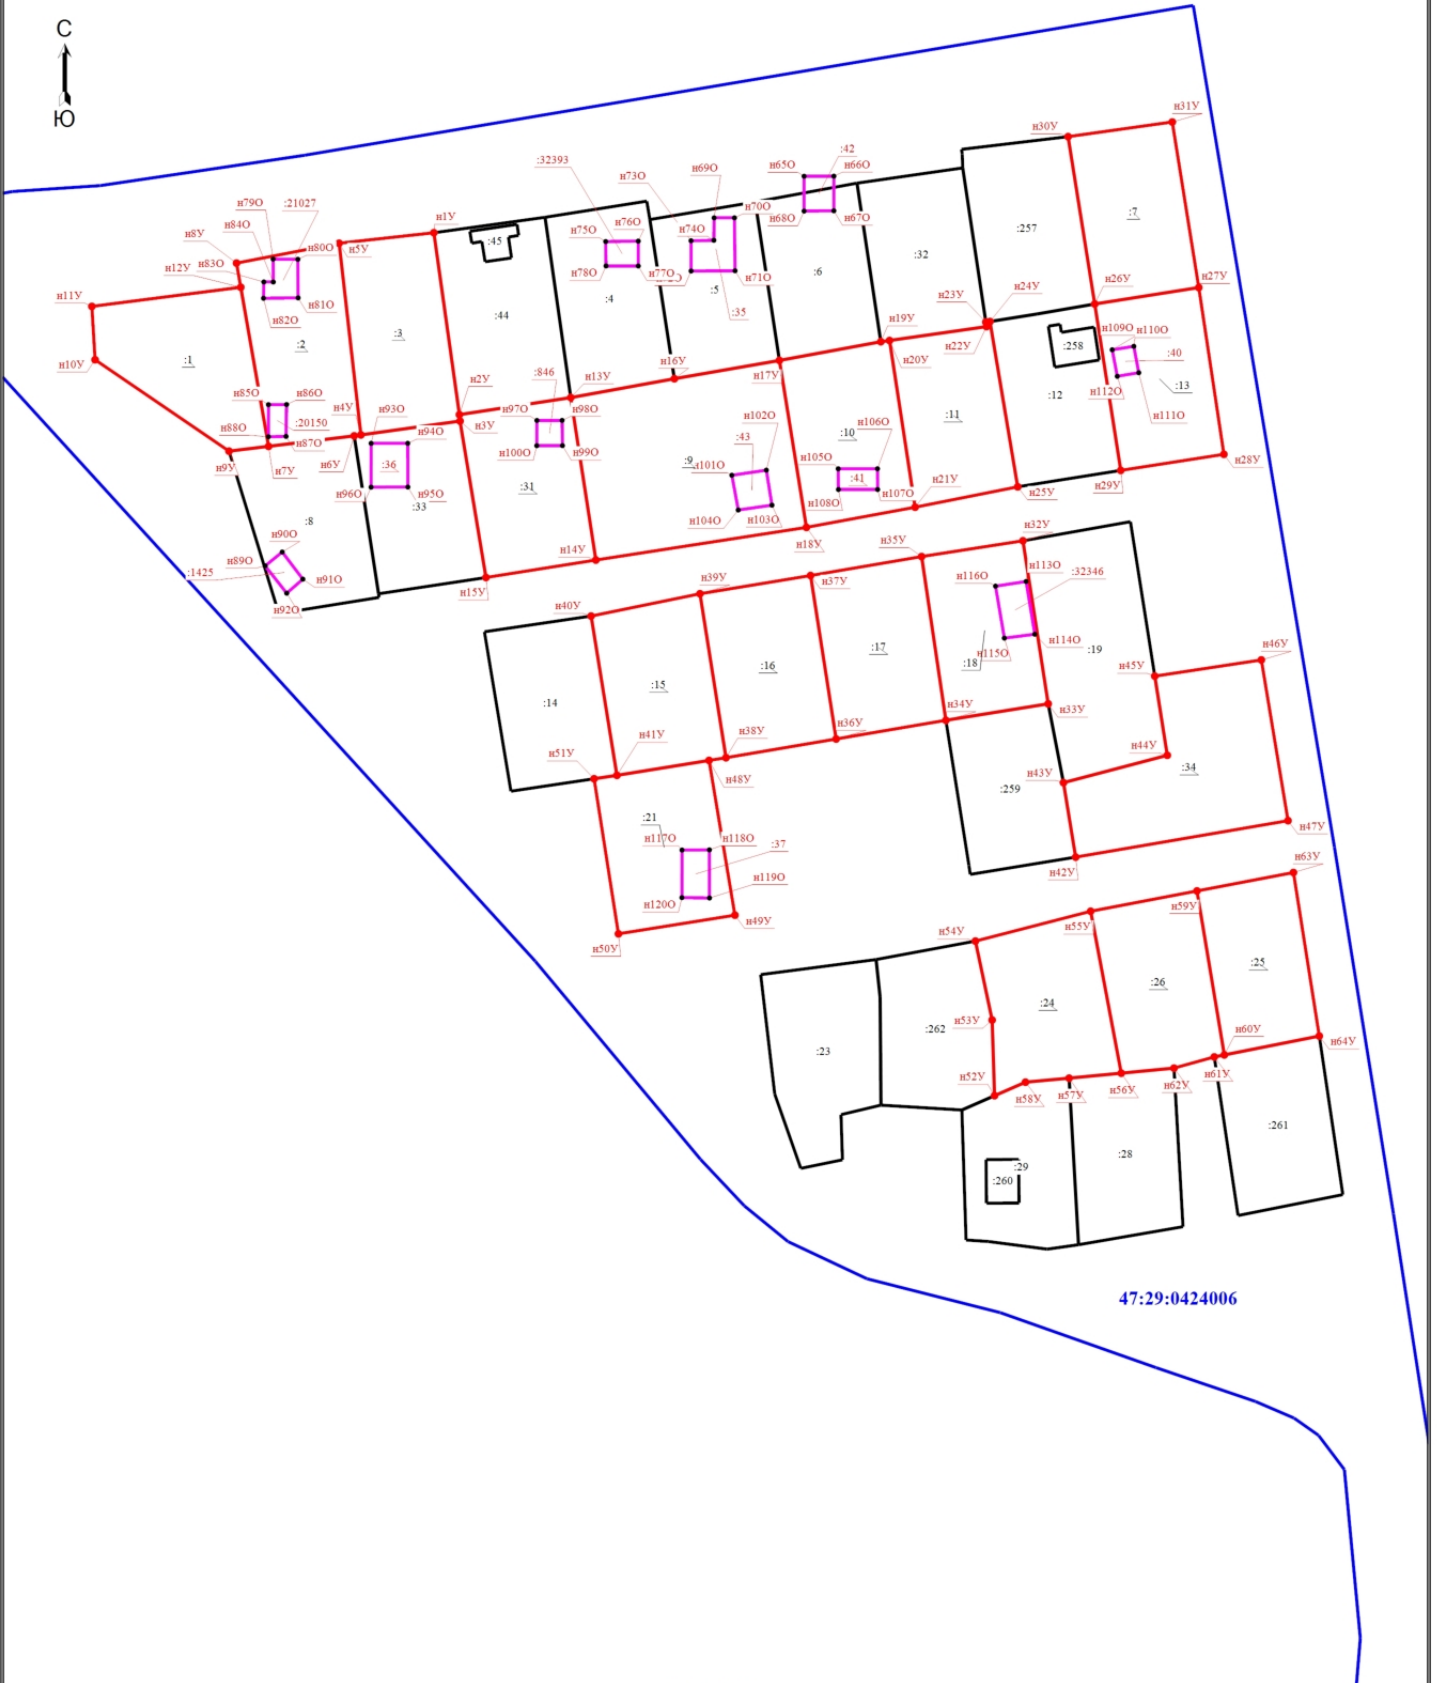 С
Ю
н31У
н30У
:42
:32393
н65О
н66О
н69О
н73О
н79О
:21027
:7
н70О
н1У
н84О
н76О
н68О
н67О
н75О
н74О
:257
н8У
н80О
н5У
:45
:32
н83О
н12У
:6
н78О
н77О
н71О
н26У
н27У
н11У
н81О
:4
:5
н24У
н23У
:44
:35
н82О
н19У
н109О
н110О
:3
:2
н22У
:258
:40
:1
н20У
н10У
н16У
:846
н13У
н17У
:13
н2У
н112О
н85О
н86О
:12
н4У
н93О
н97О
н98О
н102О
:11
н111О
:20150
н3У
н88О
н94О
:10
н106О
:43
н87О
н100О
н99О
н105О
:9
н101О
н28У
н9У
н7У
н6У
:36
:41
н21У
н29У
н96О
н95О
:31
н107О
н25У
:33
н108О
:8
н104О
н103О
н32У
н90О
н35У
н18У
н14У
н89О
н113О
:1425
н91О
н39У
н37У
н116О
:32346
н15У
н92О
н40У
н114О
н46У
:17
н115О
:19
:18
:16
н45У
:15
:14
н34У
н33У
н36У
н41У
н38У
н51У
н44У
:34
н48У
н43У
:259
:21
н47У
н117О
н118О
:37
н63У
н42У
н119О
н120О
н59У
н49У
н55У
н54У
н50У
:25
:26
:24
н53У
:262
н60У
н64У
:23
н52У
н61У
н62У
н56У
н57У
н58У
:261
:28
:29
:260
47:29:0424006